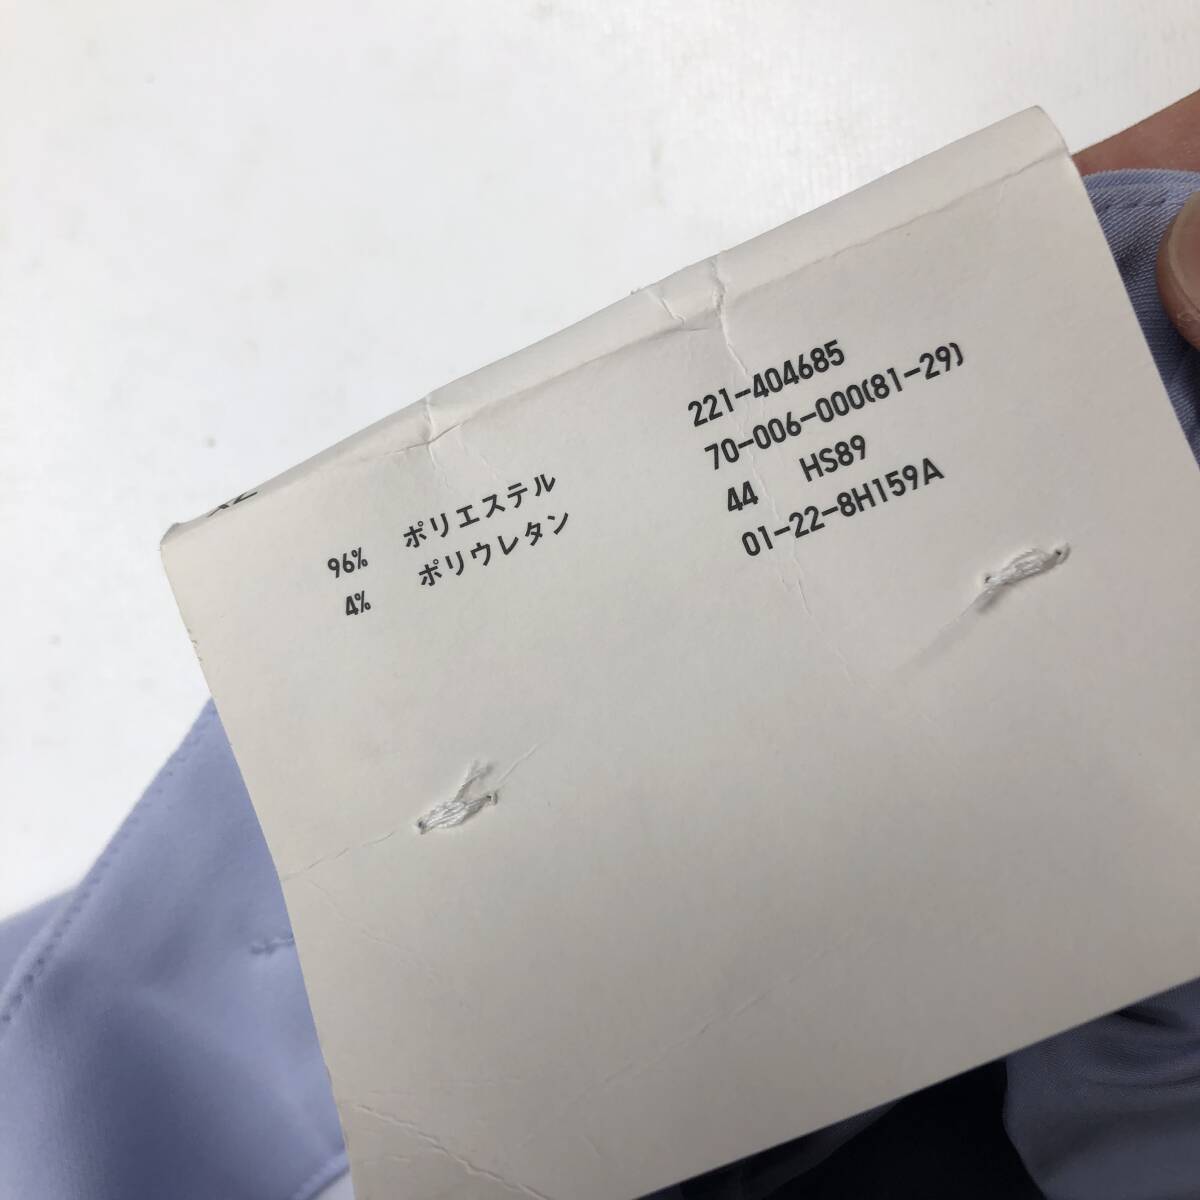 221-404685
70-006-000(81-29)
44 HS89
01-22-8H159A
96% ポリエステル
4% ポリウレタン